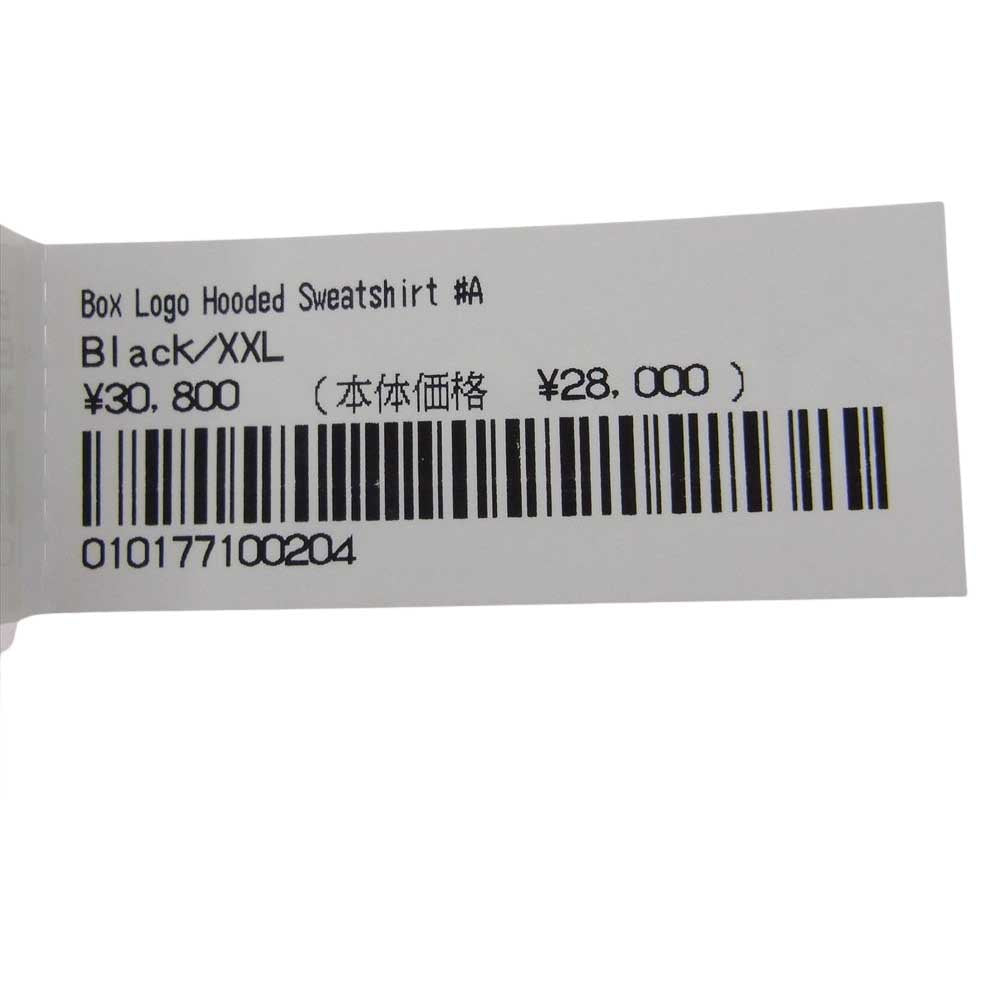 Box Logo Hooded Sweatshirt #A
Black/XXL
¥30,800 (本体価格 ¥28,000)
010177100204